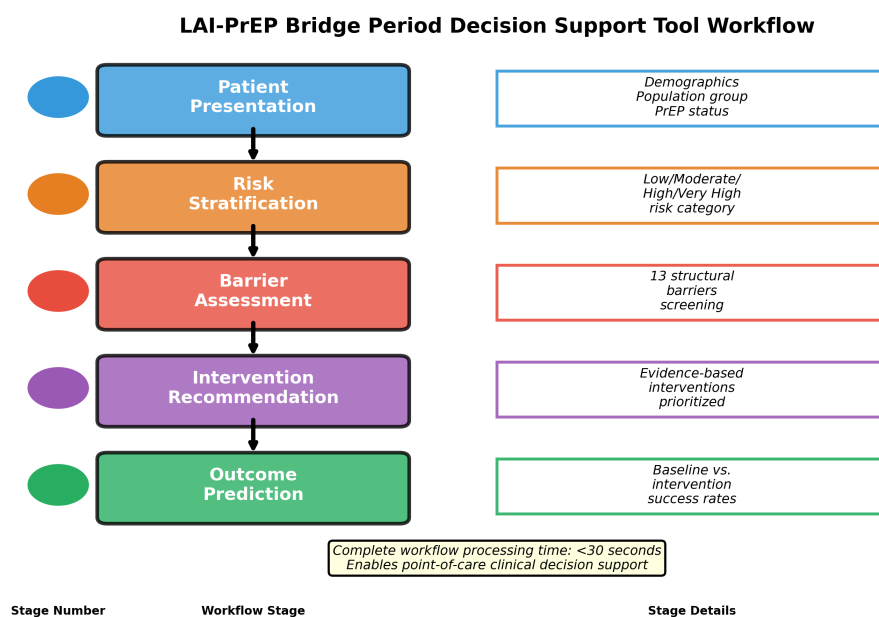 LAI-PrEP Bridge Period Decision Support Tool Workflow
Patient
Presentation
Demographics
Population group
PrEP status
Risk
Stratification
Low/Moderate/
High/Very High
risk category
Barrier
Assessment
13 structural
barriers
screening
Intervention
Recommendation
Evidence-based
interventions
prioritized
Outcome
Prediction
Baseline vs.
intervention
success rates
Complete workflow processing time: <30 seconds
Enables point-of-care clinical decision support
Stage Number
Workflow Stage
Stage Details